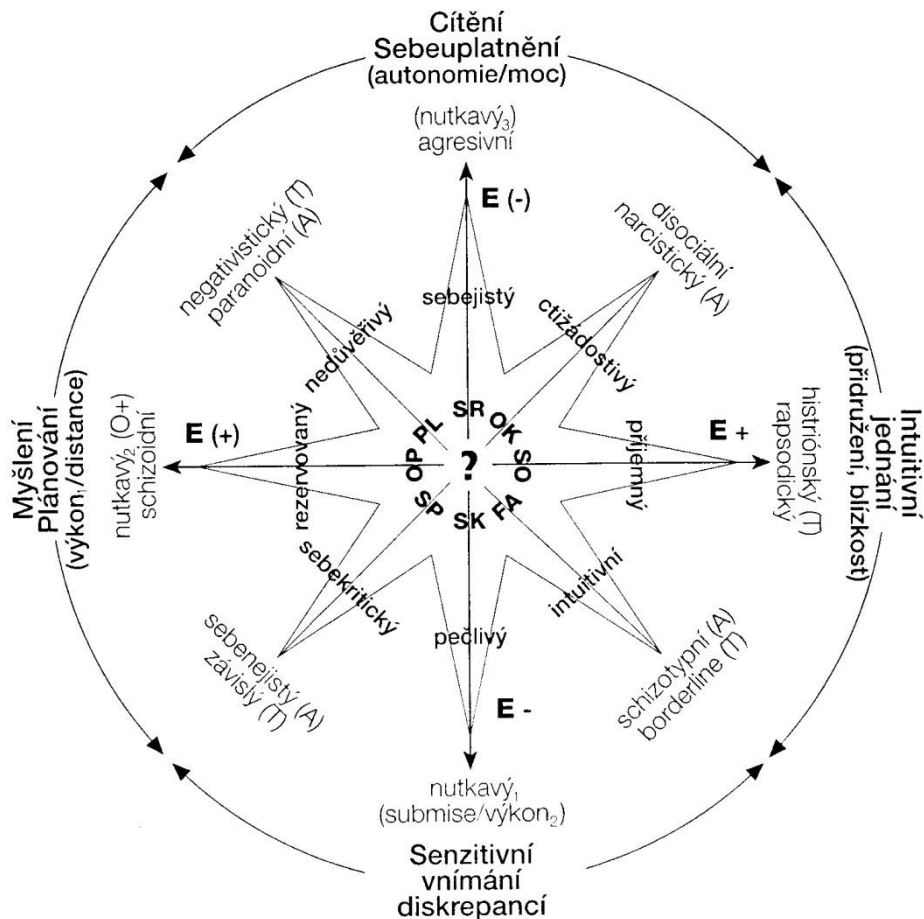 Cítění
Sebeuplatnění
(autonomie/moc)
(nutkavý₃)
agresivní
E (-)
negativistický (T)
paranoidní (A)
disociální
narcistický (A)
sebejistý
nedůvěřivý
ctižádostivý
Myšlení
Plánování
(výkon₁/distance)
nutkavý₂ (O+)
schizoidní
E (+)
rezervovaný
SR
OK
SO
FA
SK
SP
OP
PL
?
příjemný
E +
histriónský (T)
rapsodický
Intuitivní
jednání
(přidružení, blízkost)
sebekritický
pečlivý
intuitivní
sebenejistý (A)
závislý (T)
schizotypní (A)
borderline (T)
E -
nutkavý₁
(submise/výkon₂)
Senzitivní
vnímání
diskrepancí